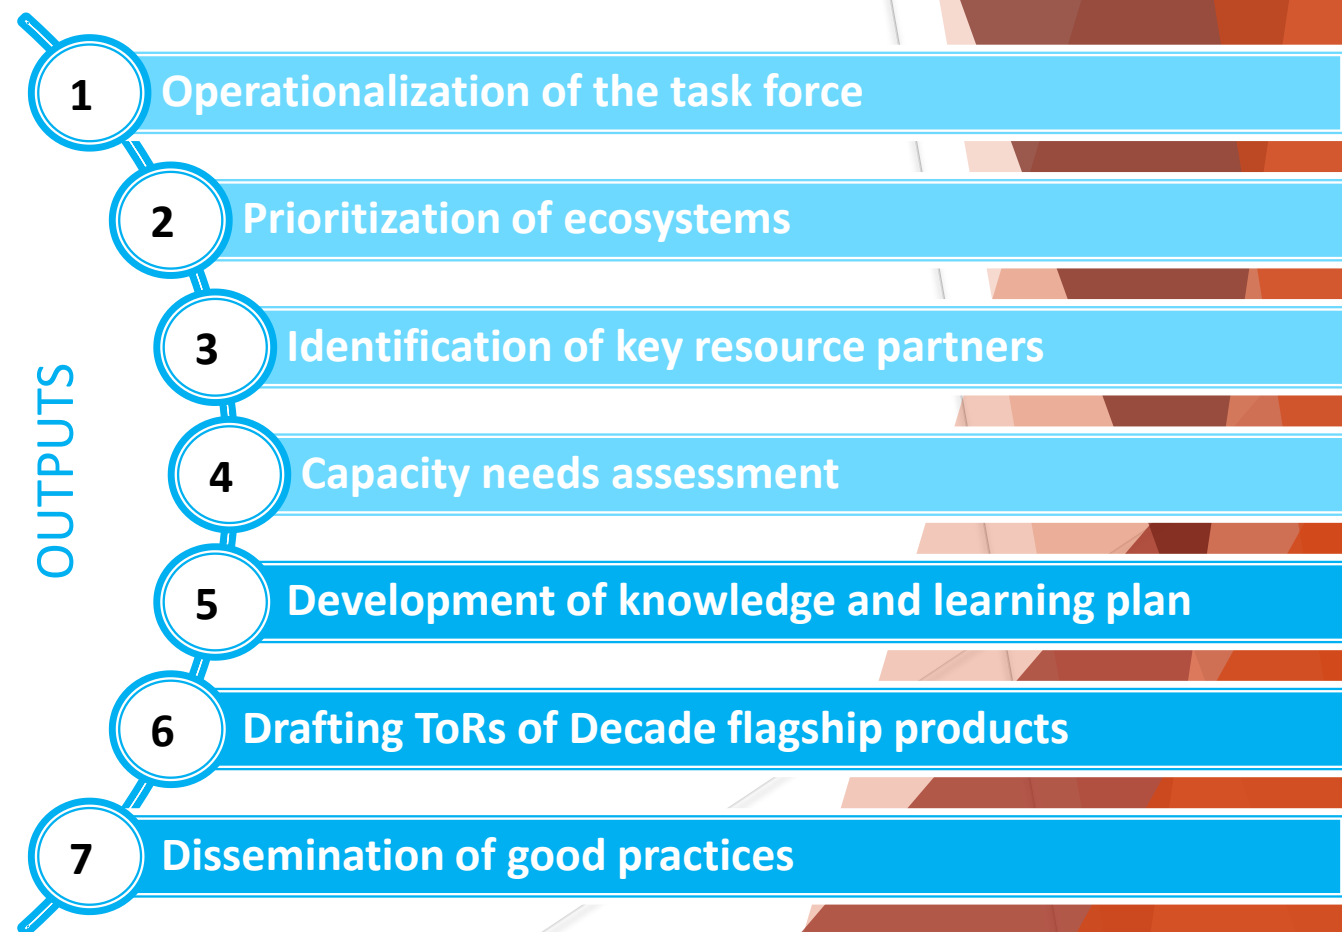 OUTPUTS
1
Operationalization of the task force
2
Prioritization of ecosystems
3
Identification of key resource partners
4
Capacity needs assessment
5
Development of knowledge and learning plan
6
Drafting ToRs of Decade flagship products
7
Dissemination of good practices